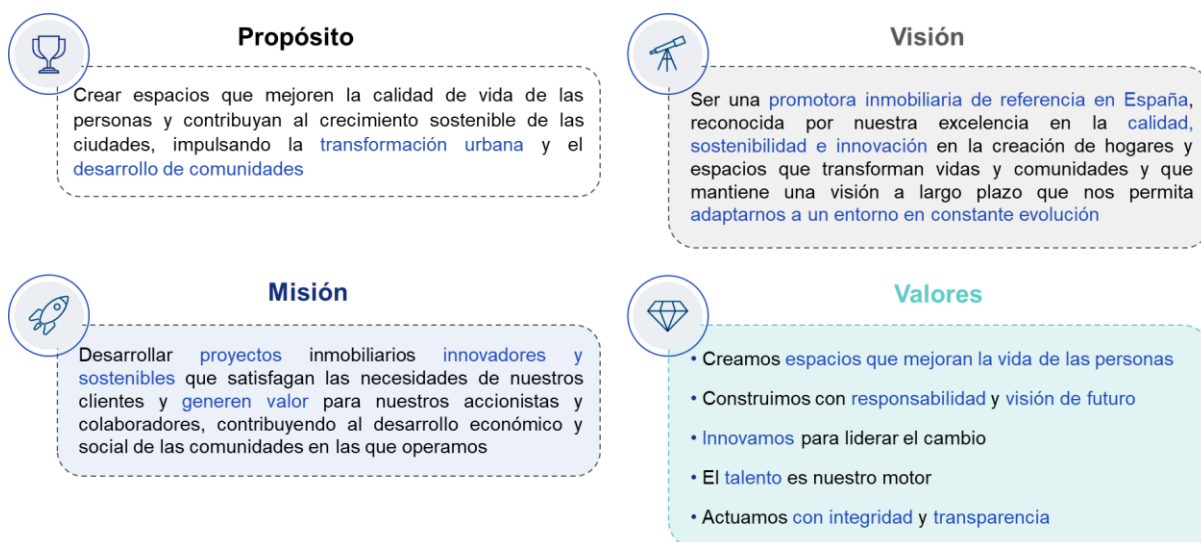 Propósito
Crear espacios que mejoren la calidad de vida de las
personas y contribuyan al crecimiento sostenible de las
ciudades, impulsando la transformación urbana y el
desarrollo de comunidades
Visión
Ser una promotora inmobiliaria de referencia en España,
reconocida por nuestra excelencia en la calidad,
sostenibilidad e innovación en la creación de hogares y
espacios que transforman vidas y comunidades y que
mantiene una visión a largo plazo que nos permita
adaptarnos a un entorno en constante evolución
Misión
Desarrollar proyectos inmobiliarios innovadores y
sostenibles que satisfagan las necesidades de nuestros
clientes y generen valor para nuestros accionistas y
colaboradores, contribuyendo al desarrollo económico y
social de las comunidades en las que operamos
Valores
• Creamos espacios que mejoran la vida de las personas
• Construimos con responsabilidad y visión de futuro
• Innovamos para liderar el cambio
• El talento es nuestro motor
• Actuamos con integridad y transparencia